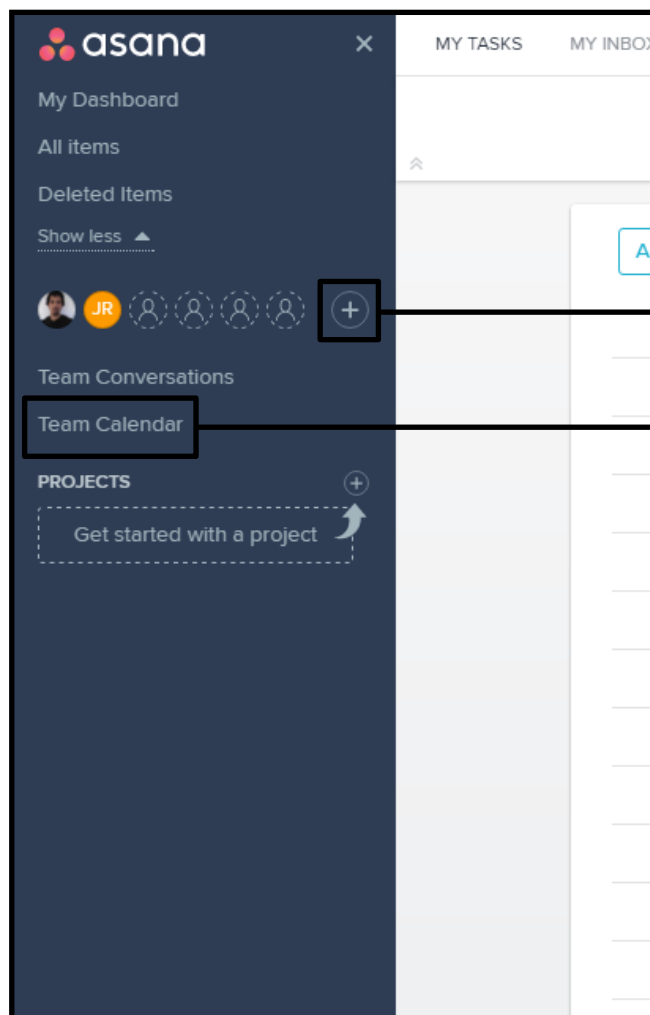 asana
MY TASKS
MY INBOX
My Dashboard
All items
Deleted Items
Show less
A
JR
Team Conversations
Team Calendar
PROJECTS
Get started with a project